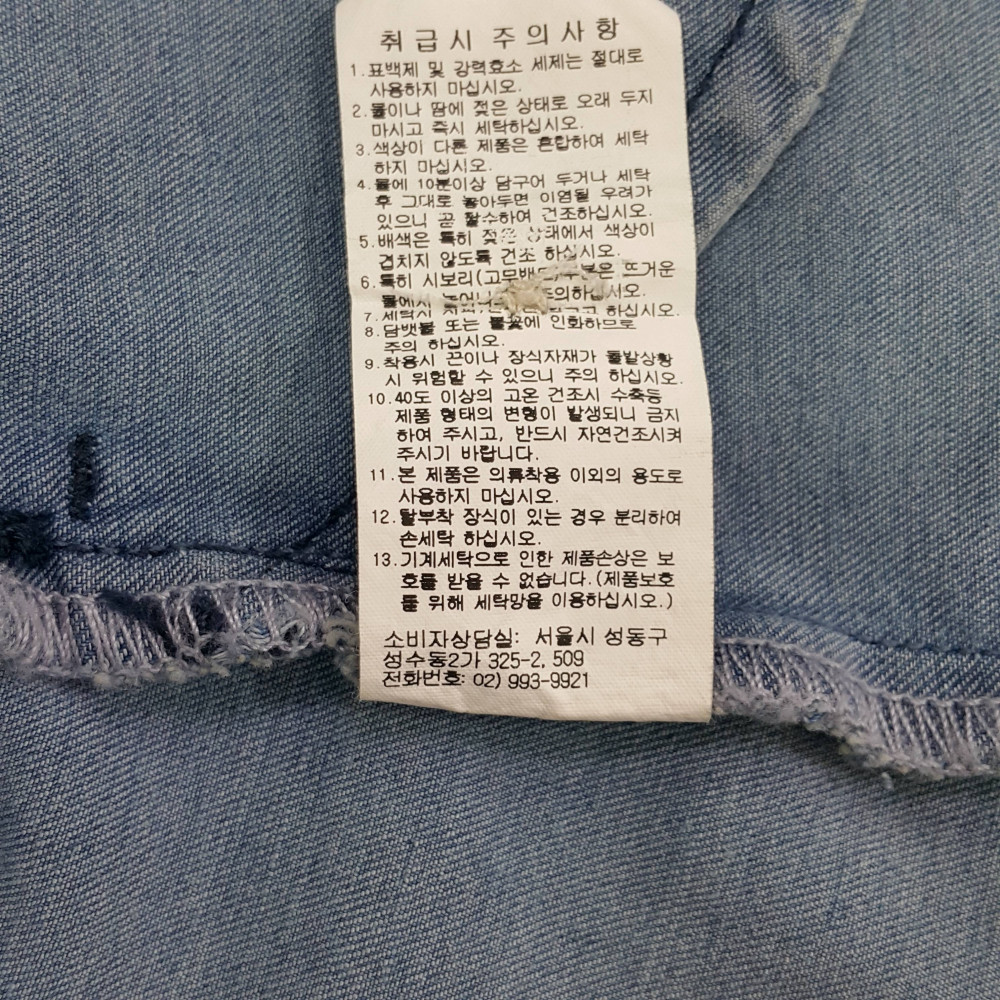 취급시 주의사항
1.표백제 및 강력효소 세제는 절대로
사용하지 마십시오.
2.물이나 땀에 젖은 상태로 오래 두지
마시고 즉시 세탁하십시오.
3.색상이 다른 제품은 혼합하여 세탁
하지 마십시오.
4.물에 10분이상 담구어 두거나 세탁
후 그대로 놓아두면 이염될 우려가
있으니 곧 탈수하여 건조하십시오.
5.배색은 특히 젖은 상태에서 색상이
겹치지 않도록 건조 하십시오.
6.특히 시보리(고무밴드)부분은 뜨거운
물에서
7.세탁시 하십시오.
8.담뱃불 또는 불꽃에 인화하므로
주의 하십시오.
9.착용시 끈이나 장식자재가 돌발상황
시 위험할 수 있으니 주의 하십시오.
10.40도 이상의 고온 건조시 수축등
제품 형태의 변형이 발생되니 금지
하여 주시고, 반드시 자연건조시켜
주시기 바랍니다.
11.본 제품은 의류착용 이외의 용도로
사용하지 마십시오.
12.탈부착 장식이 있는 경우 분리하여
손세탁 하십시오.
13.기계세탁으로 인한 제품손상은 보
호를 받을 수 없습니다.(제품보호
를 위해 세탁망을 이용하십시오.)
소비자상담실: 서울시 성동구
성수동2가 325-2, 509
전화번호: 02) 993-9921